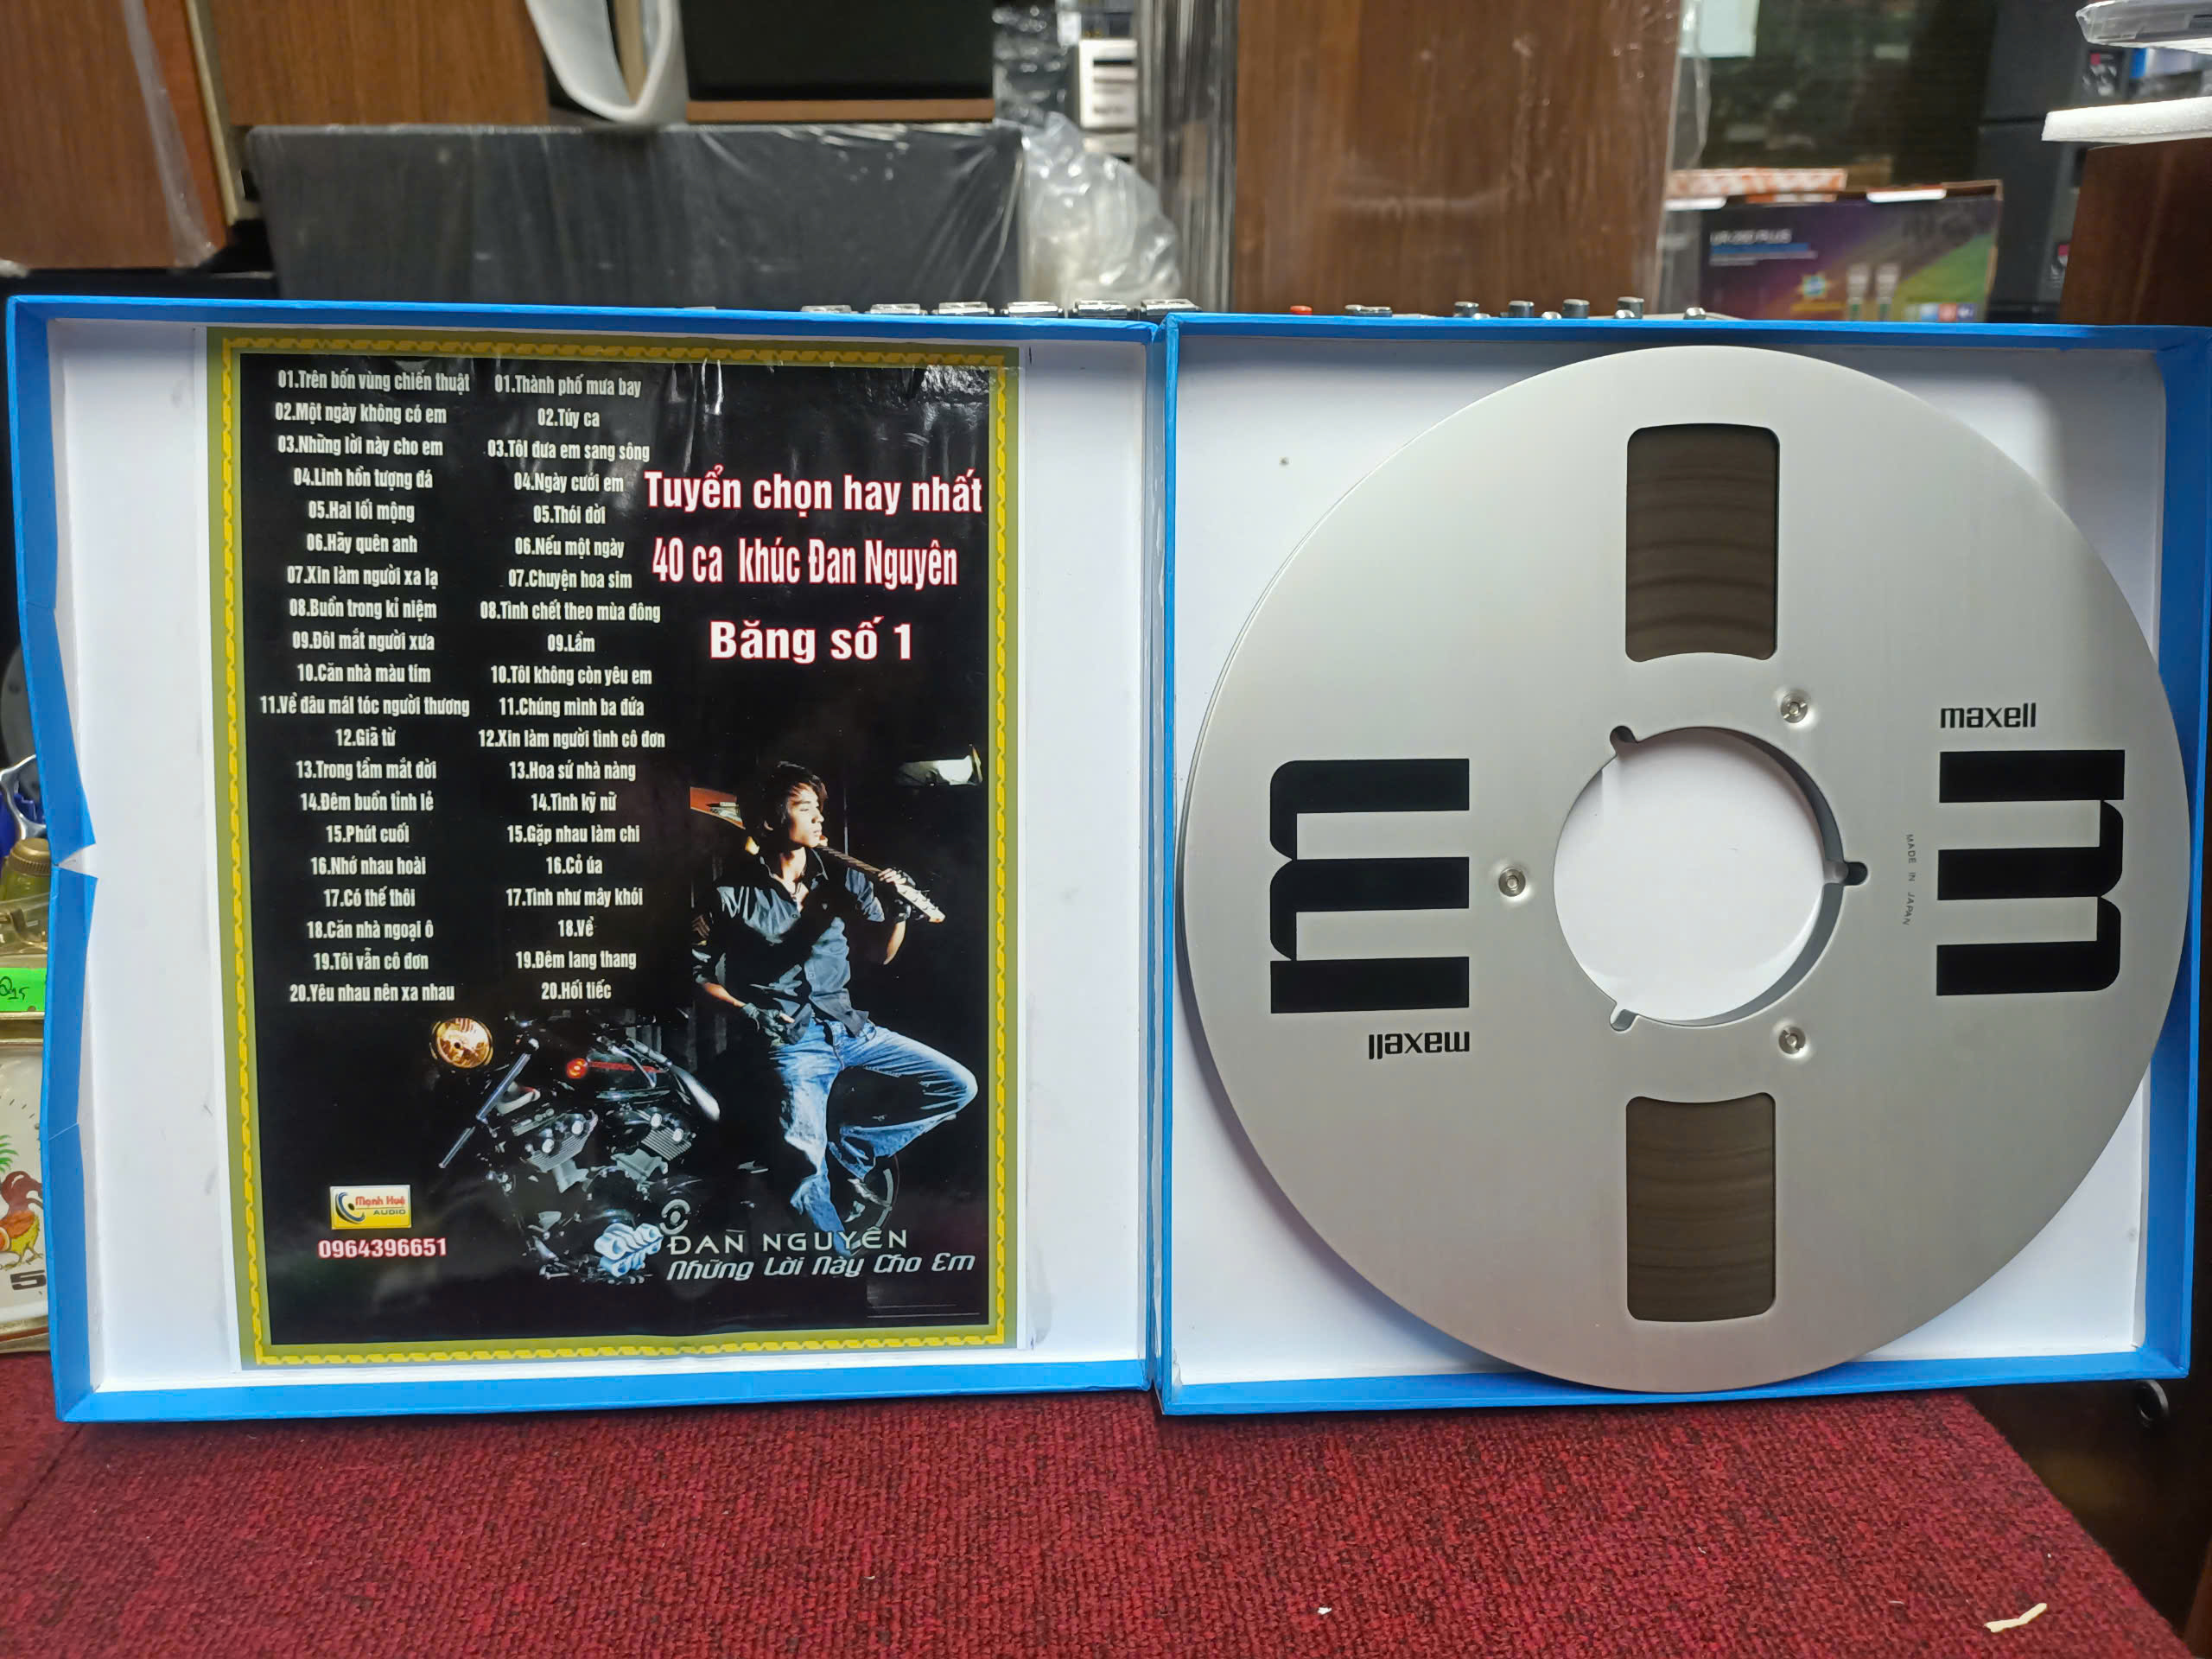 01.Trên bốn vùng chiến thuật
02.Một ngày không có em
03.Những lời này cho em
04.Linh hồn tượng đá
05.Hai lối mộng
06.Hãy quên anh
07.Xin làm người xa lạ
08.Buồn trong kỉ niệm
09.Đôi mắt người xưa
10.Căn nhà màu tím
11.Về đâu mái tóc người thương
12.Giã từ
13.Trong tầm mắt đời
14.Đêm buồn tỉnh lẻ
15.Phút cuối
16.Nhớ nhau hoài
17.Có thế thôi
18.Căn nhà ngoại ô
19.Tôi vẫn cô đơn
20.Yêu nhau nên xa nhau
01.Thành phố mưa bay
02.Túy ca
03.Tôi đưa em sang sông
04.Ngày cưới em
05.Thói đời
06.Nếu một ngày
07.Chuyện hoa sim
08.Tình chết theo mùa đông
09.Lầm
10.Tôi không còn yêu em
11.Chúng mình ba đứa
12.Xin làm người tình cô đơn
13.Hoa sứ nhà nàng
14.Tình kỹ nữ
15.Gặp nhau làm chi
16.Cỏ úa
17.Tình như mây khói
18.Về
19.Đêm lang thang
20.Hối tiếc
Tuyển chọn hay nhất
40 ca khúc Đan Nguyên
Băng số 1
Mạnh Huệ
AUDIO
0964396651
ĐAN NGUYÊN
Những Lời Này Cho Em
maxell
m
MADE IN JAPAN
m
maxell